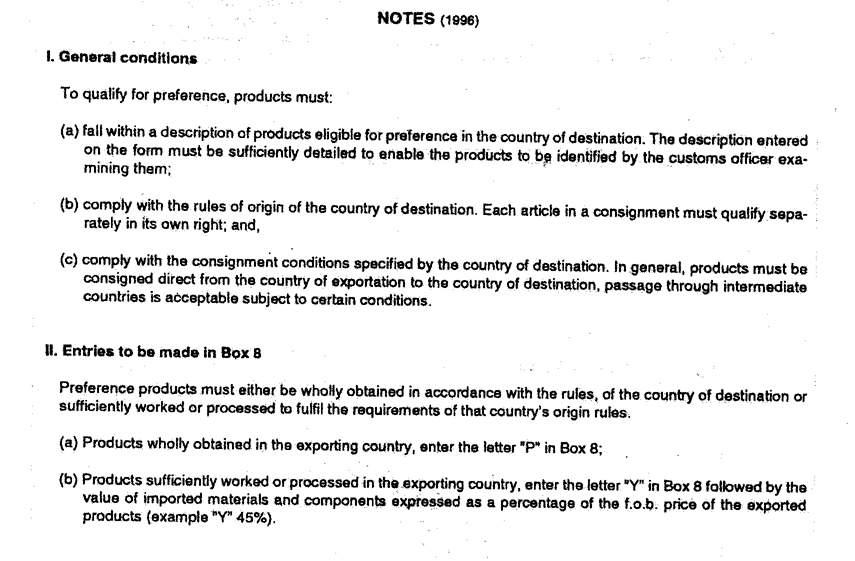 NOTES (1996)
I. General conditions
To qualify for preference, products must:
(a) fall within a description of products eligible for preference in the country of destination. The description entered
on the form must be sufficiently detailed to enable the products to be identified by the customs officer exa-
mining them;
(b) comply with the rules of origin of the country of destination. Each article in a consignment must qualify sepa-
rately in its own right; and,
(c) comply with the consignment conditions specified by the country of destination. In general, products must be
consigned direct from the country of exportation to the country of destination, passage through intermediate
countries is acceptable subject to certain conditions.
II. Entries to be made in Box 8
Preference products must either be wholly obtained in accordance with the rules, of the country of destination or
sufficiently worked or processed to fulfil the requirements of that country's origin rules.
(a) Products wholly obtained in the exporting country, enter the letter "P" in Box 8;
(b) Products sufficiently worked or processed in the exporting country, enter the letter "Y" in Box 8 followed by the
value of imported materials and components expressed as a percentage of the f.o.b. price of the exported
products (example "Y" 45%).